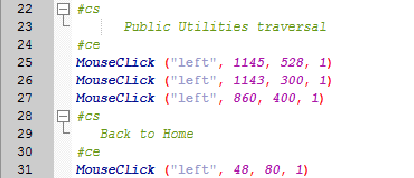 22 #cs
23 Public Utilities traversal
24 #ce
25 MouseClick ("left", 1145, 528, 1)
26 MouseClick ("left", 1143, 300, 1)
27 MouseClick ("left", 860, 400, 1)
28 #cs
29 Back to Home
30 #ce
31 MouseClick ("left", 48, 80, 1)